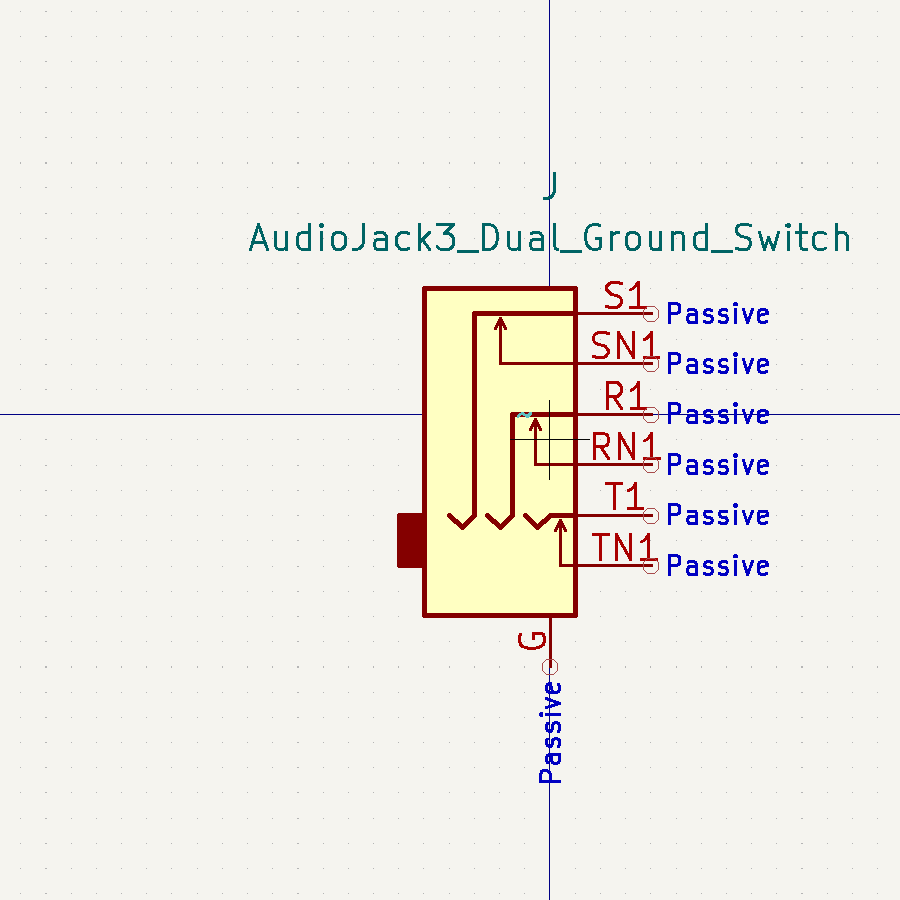 J
AudioJack3_Dual_Ground_Switch
S1 Passive
SN1 Passive
R1 Passive
RN1 Passive
T1 Passive
TN1 Passive
G
Passive